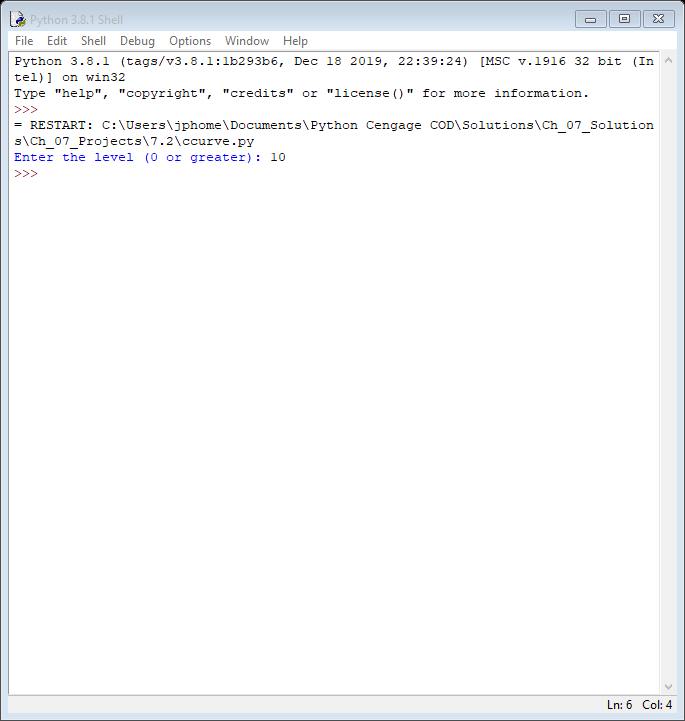 Python 3.8.1 Shell
File Edit Shell Debug Options Window Help
Python 3.8.1 (tags/v3.8.1:1b293b6, Dec 18 2019, 22:39:24) [MSC v.1916 32 bit (In
tel)] on win32
Type "help", "copyright", "credits" or "license()" for more information.
>>>
= RESTART: C:\Users\jphome\Documents\Python Cengage COD\Solutions\Ch_07_Solution
s\Ch_07_Projects\7.2\ccurve.py
Enter the level (0 or greater): 10
>>>
Ln: 6 Col: 4